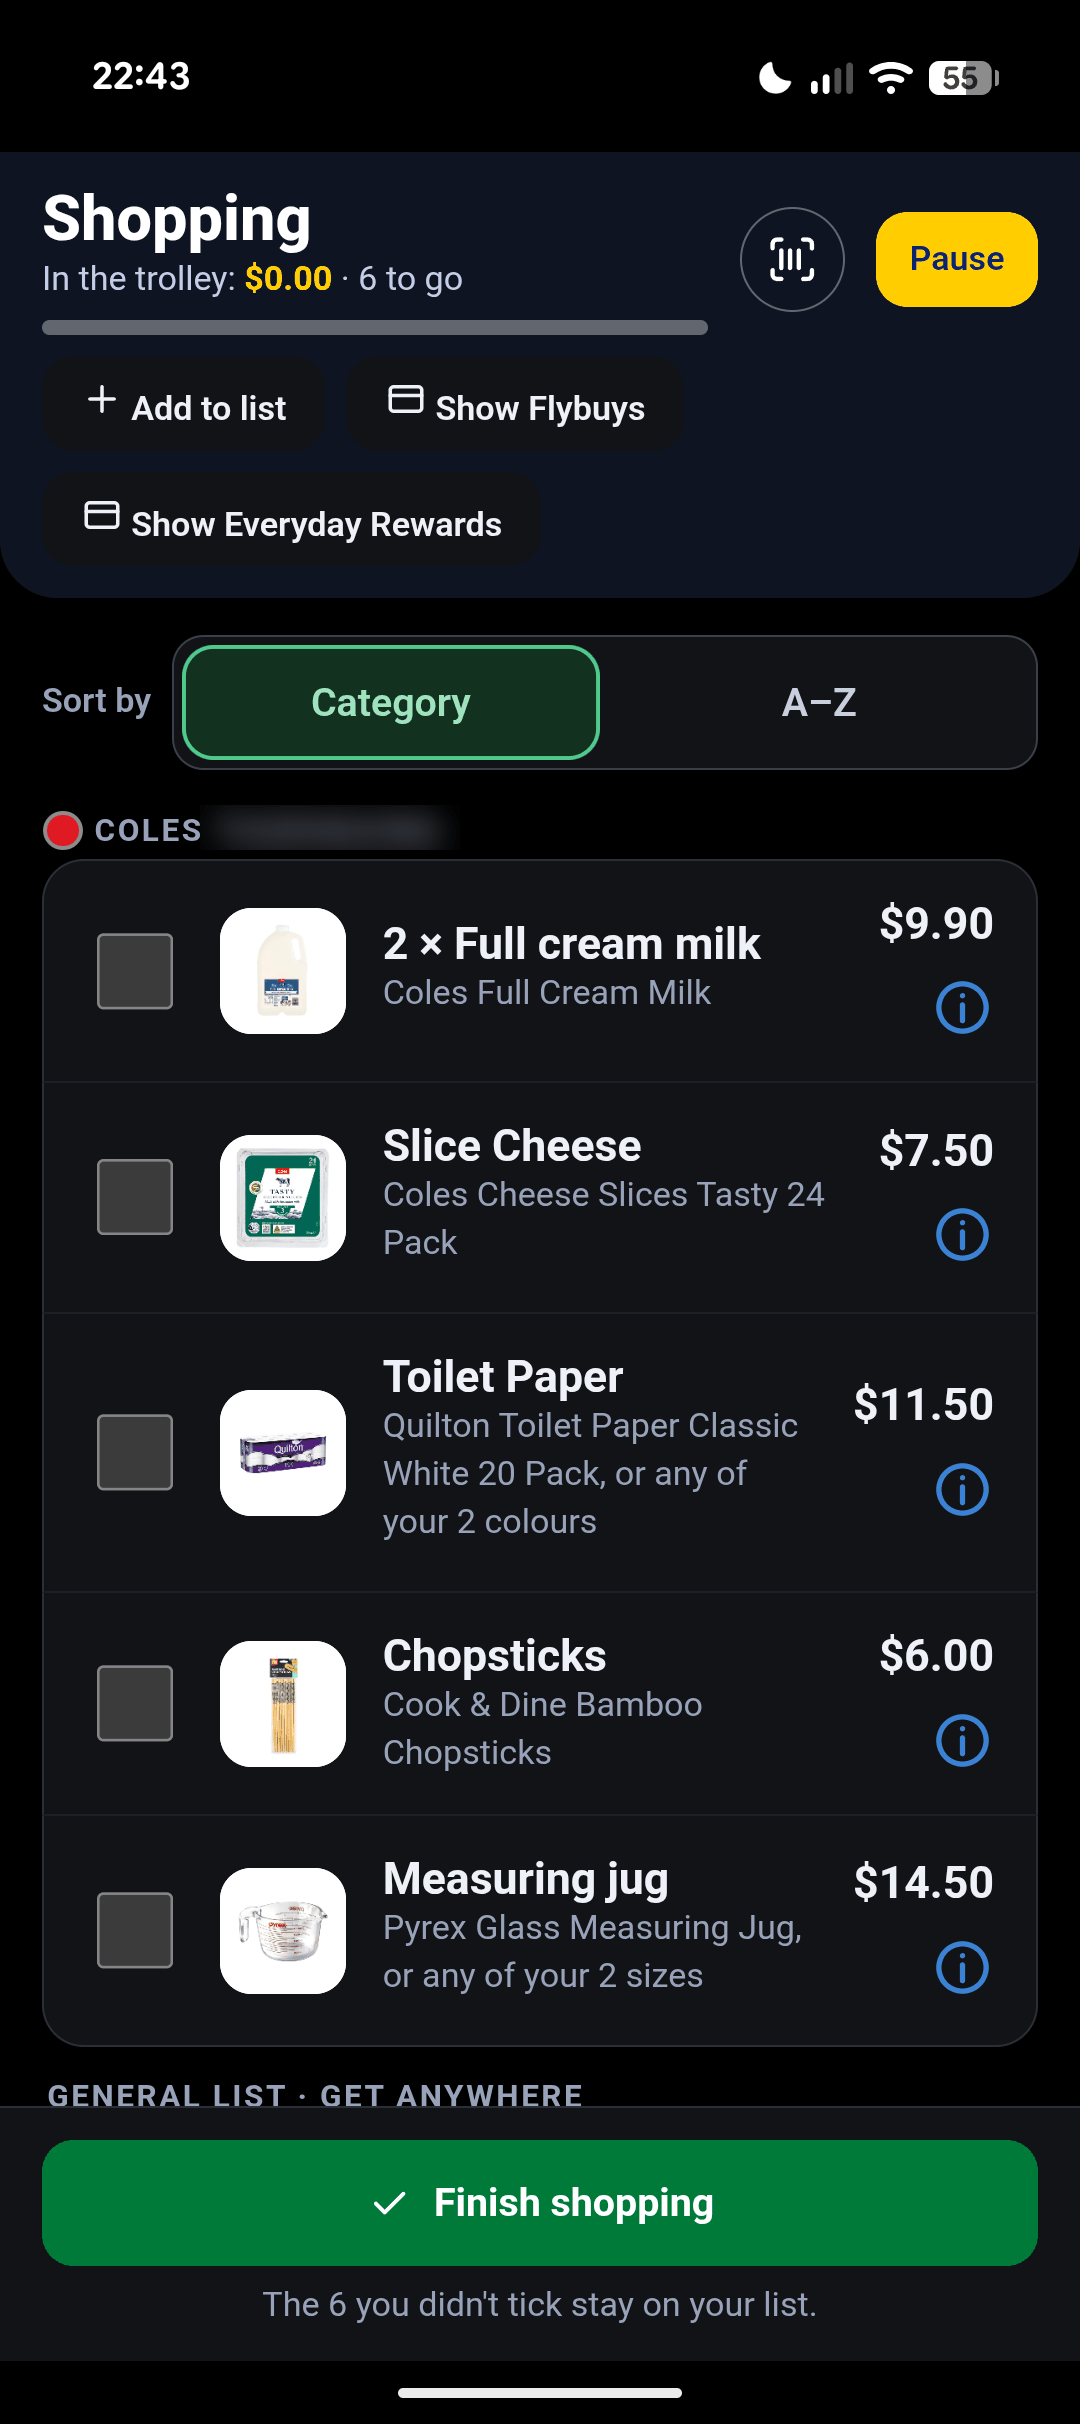 22:43
55
Shopping
In the trolley: $0.00 · 6 to go
Pause
Add to list
Show Flybuys
Show Everyday Rewards
Sort by
Category
A–Z
COLES
2 × Full cream milk
Coles Full Cream Milk
$9.90
Slice Cheese
Coles Cheese Slices Tasty 24
Pack
$7.50
TASTY
Toilet Paper
Quilton Toilet Paper Classic
White 20 Pack, or any of
your 2 colours
$11.50
Quilton
Chopsticks
Cook & Dine Bamboo
Chopsticks
$6.00
Measuring jug
Pyrex Glass Measuring Jug,
or any of your 2 sizes
$14.50
PYREX
GENERAL LIST · GET ANYWHERE
Finish shopping
The 6 you didn't tick stay on your list.